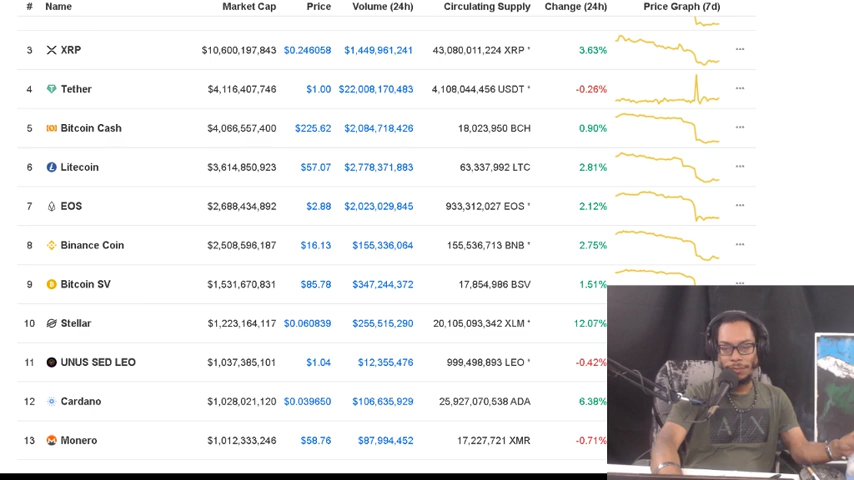 # Name Market Cap Price Volume (24h) Circulating Supply Change (24h) Price Graph (7d)
3 XRP $10,600,197,843 $0.246058 $1,449,961,241 43,080,011,224 XRP * 3.63%
4 Tether $4,116,407,746 $1.00 $22,008,170,483 4,108,044,456 USDT * -0.26%
5 Bitcoin Cash $4,066,557,400 $225.62 $2,084,718,426 18,023,950 BCH 0.90%
6 Litecoin $3,614,850,923 $57.07 $2,778,371,883 63,337,992 LTC 2.81%
7 EOS $2,688,434,892 $2.88 $2,023,029,845 933,312,027 EOS * 2.12%
8 Binance Coin $2,508,596,187 $16.13 $155,336,064 155,536,713 BNB * 2.75%
9 Bitcoin SV $1,531,670,831 $85.78 $347,244,372 17,854,986 BSV 1.51%
10 Stellar $1,223,164,117 $0.060839 $255,515,290 20,105,093,342 XLM * 12.07%
11 UNUS SED LEO $1,037,385,101 $1.04 $12,355,476 999,498,893 LEO * -0.42%
12 Cardano $1,028,021,120 $0.039650 $106,635,929 25,927,070,538 ADA 6.38%
13 Monero $1,012,333,246 $58.76 $87,994,452 17,227,721 XMR -0.71%
A|X